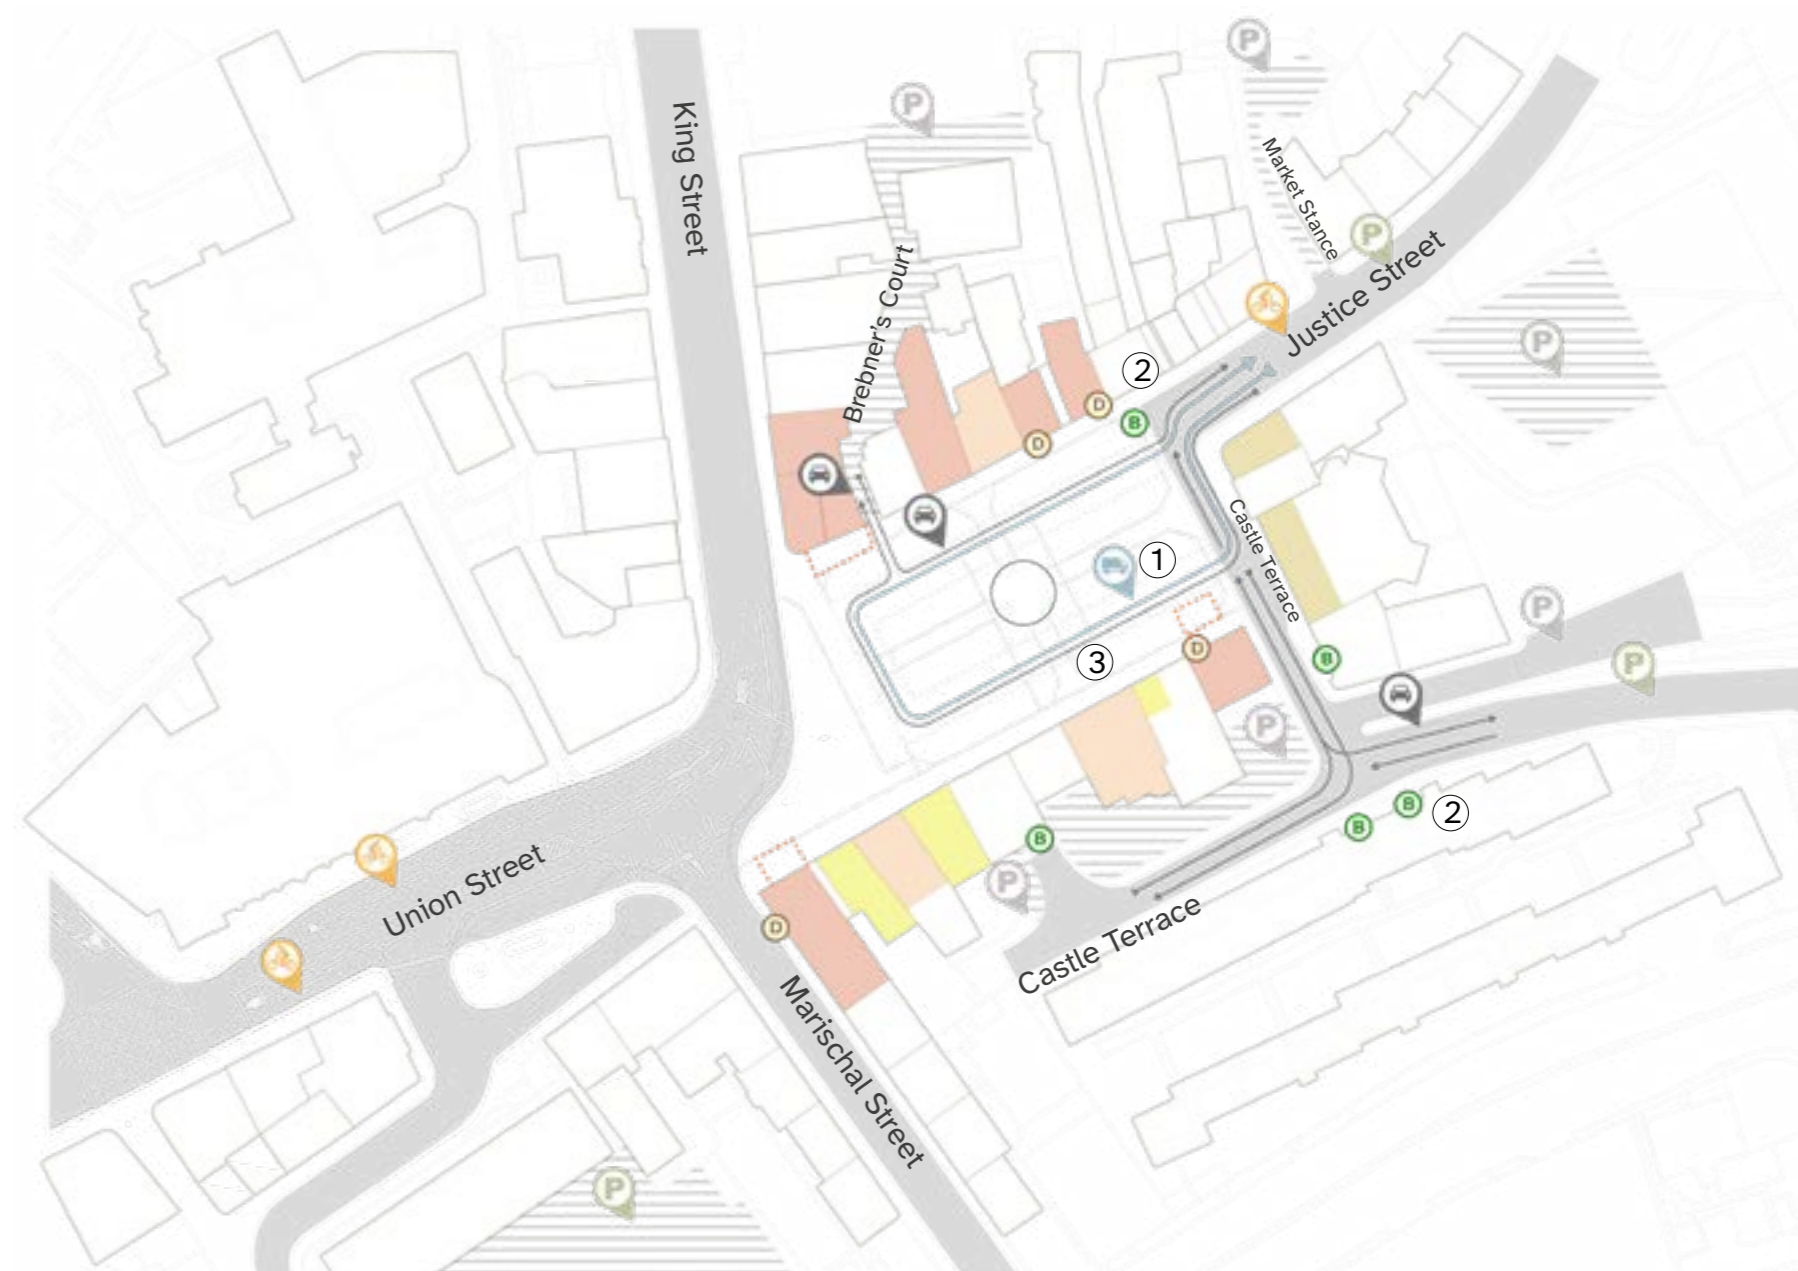 P
P
King Street
Market Stance
P
Justice Street
Brebner's Court
P
②
D
B
D
Castle Terrace
①
P
③
D
B
P
P
②
B
B
B
P
Union Street
Castle Terrace
D
Marischal Street
P